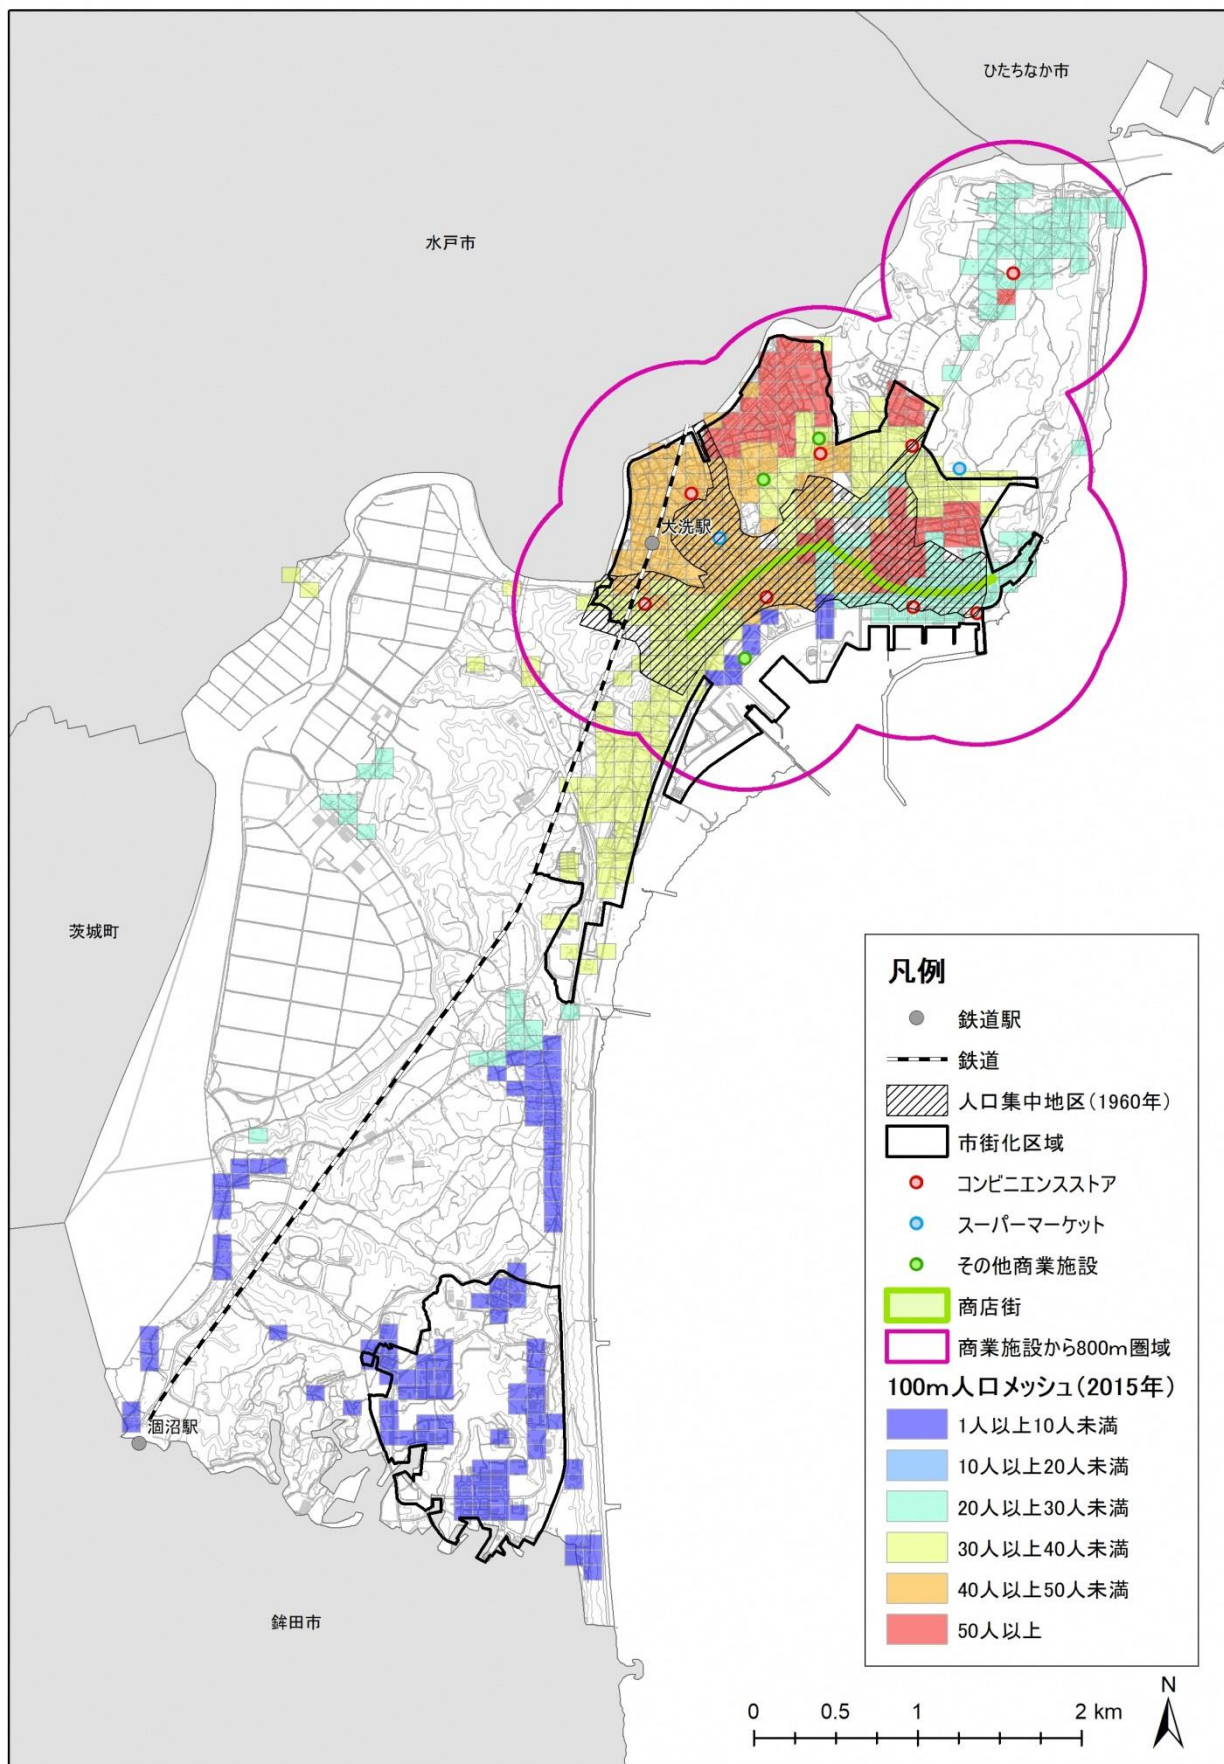 ひたちなか市
水戸市
大洗駅
茨城町
涸沼駅
鉾田市
凡例
鉄道駅
鉄道
人口集中地区(1960年)
市街化区域
コンビニエンスストア
スーパーマーケット
その他商業施設
商店街
商業施設から800m圏域
100m人口メッシュ(2015年)
1人以上10人未満
10人以上20人未満
20人以上30人未満
30人以上40人未満
40人以上50人未満
50人以上
N
0 0.5 1 2 km